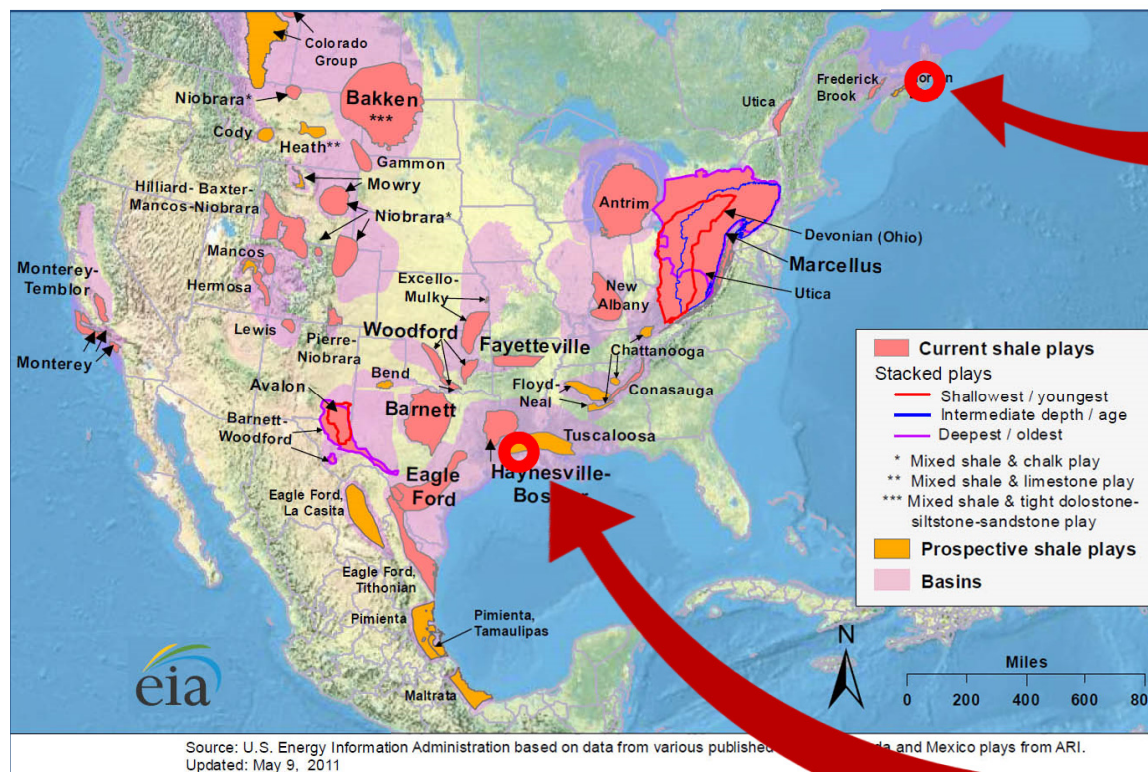 Colorado
Group
Niobrara*
Bakken
***
Cody
Heath**
Gammon
Mowry
Hilliard- Baxter-
Mancos-Niobrara
Niobrara*
Mancos
Hermosa
Monterey-
Temblor
Monterey
Lewis
Pierre-
Niobrara
Excello-
Mulky
Woodford
Fayetteville
Bend
Avalon
Barnett
Barnett-
Woodford
Eagle
Ford
Eagle Ford,
La Casita
Eagle Ford,
Tithonian
Pimienta
Pimienta,
Tamaulipas
Maltrata
Utica
Frederick
Brook
Antrim
Devonian (Ohio)
Marcellus
Utica
New
Albany
Chattanooga
Floyd-
Neal
Conasauga
Tuscaloosa
Haynesville-
Current shale plays
Stacked plays
Shallowest / youngest
Intermediate depth / age
Deepest / oldest
* Mixed shale & chalk play
** Mixed shale & limestone play
*** Mixed shale & tight dolostone-
siltstone-sandstone play
Prospective shale plays
Basins
N
Miles
0 200 400 600
eia
Source: U.S. Energy Information Administration based on data from various published and Mexico plays from ARI.
Updated: May 9, 2011